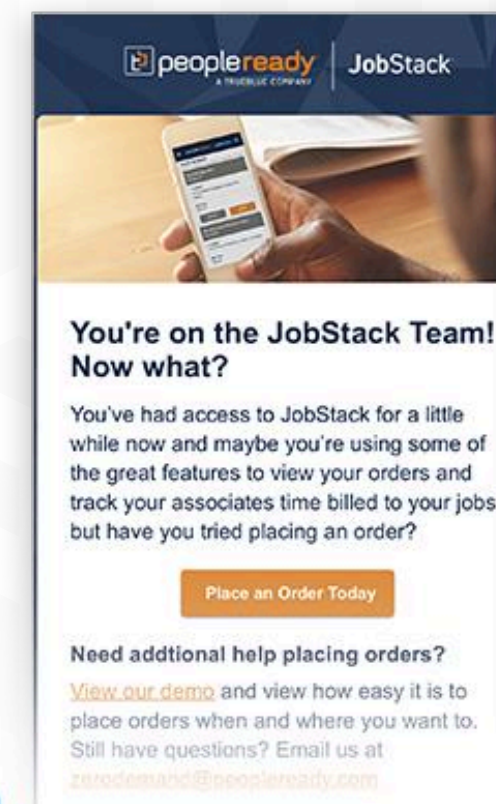 peopleready
A TRUEBLUE COMPANY
JobStack
You're on the JobStack Team!
Now what?
You've had access to JobStack for a little
while now and maybe you're using some of
the great features to view your orders and
track your associates time billed to your jobs
but have you tried placing an order?
Place an Order Today
Need addtional help placing orders?
View our demo and view how easy it is to
place orders when and where you want to.
Still have questions? Email us at
zerodemand@peopleready.com